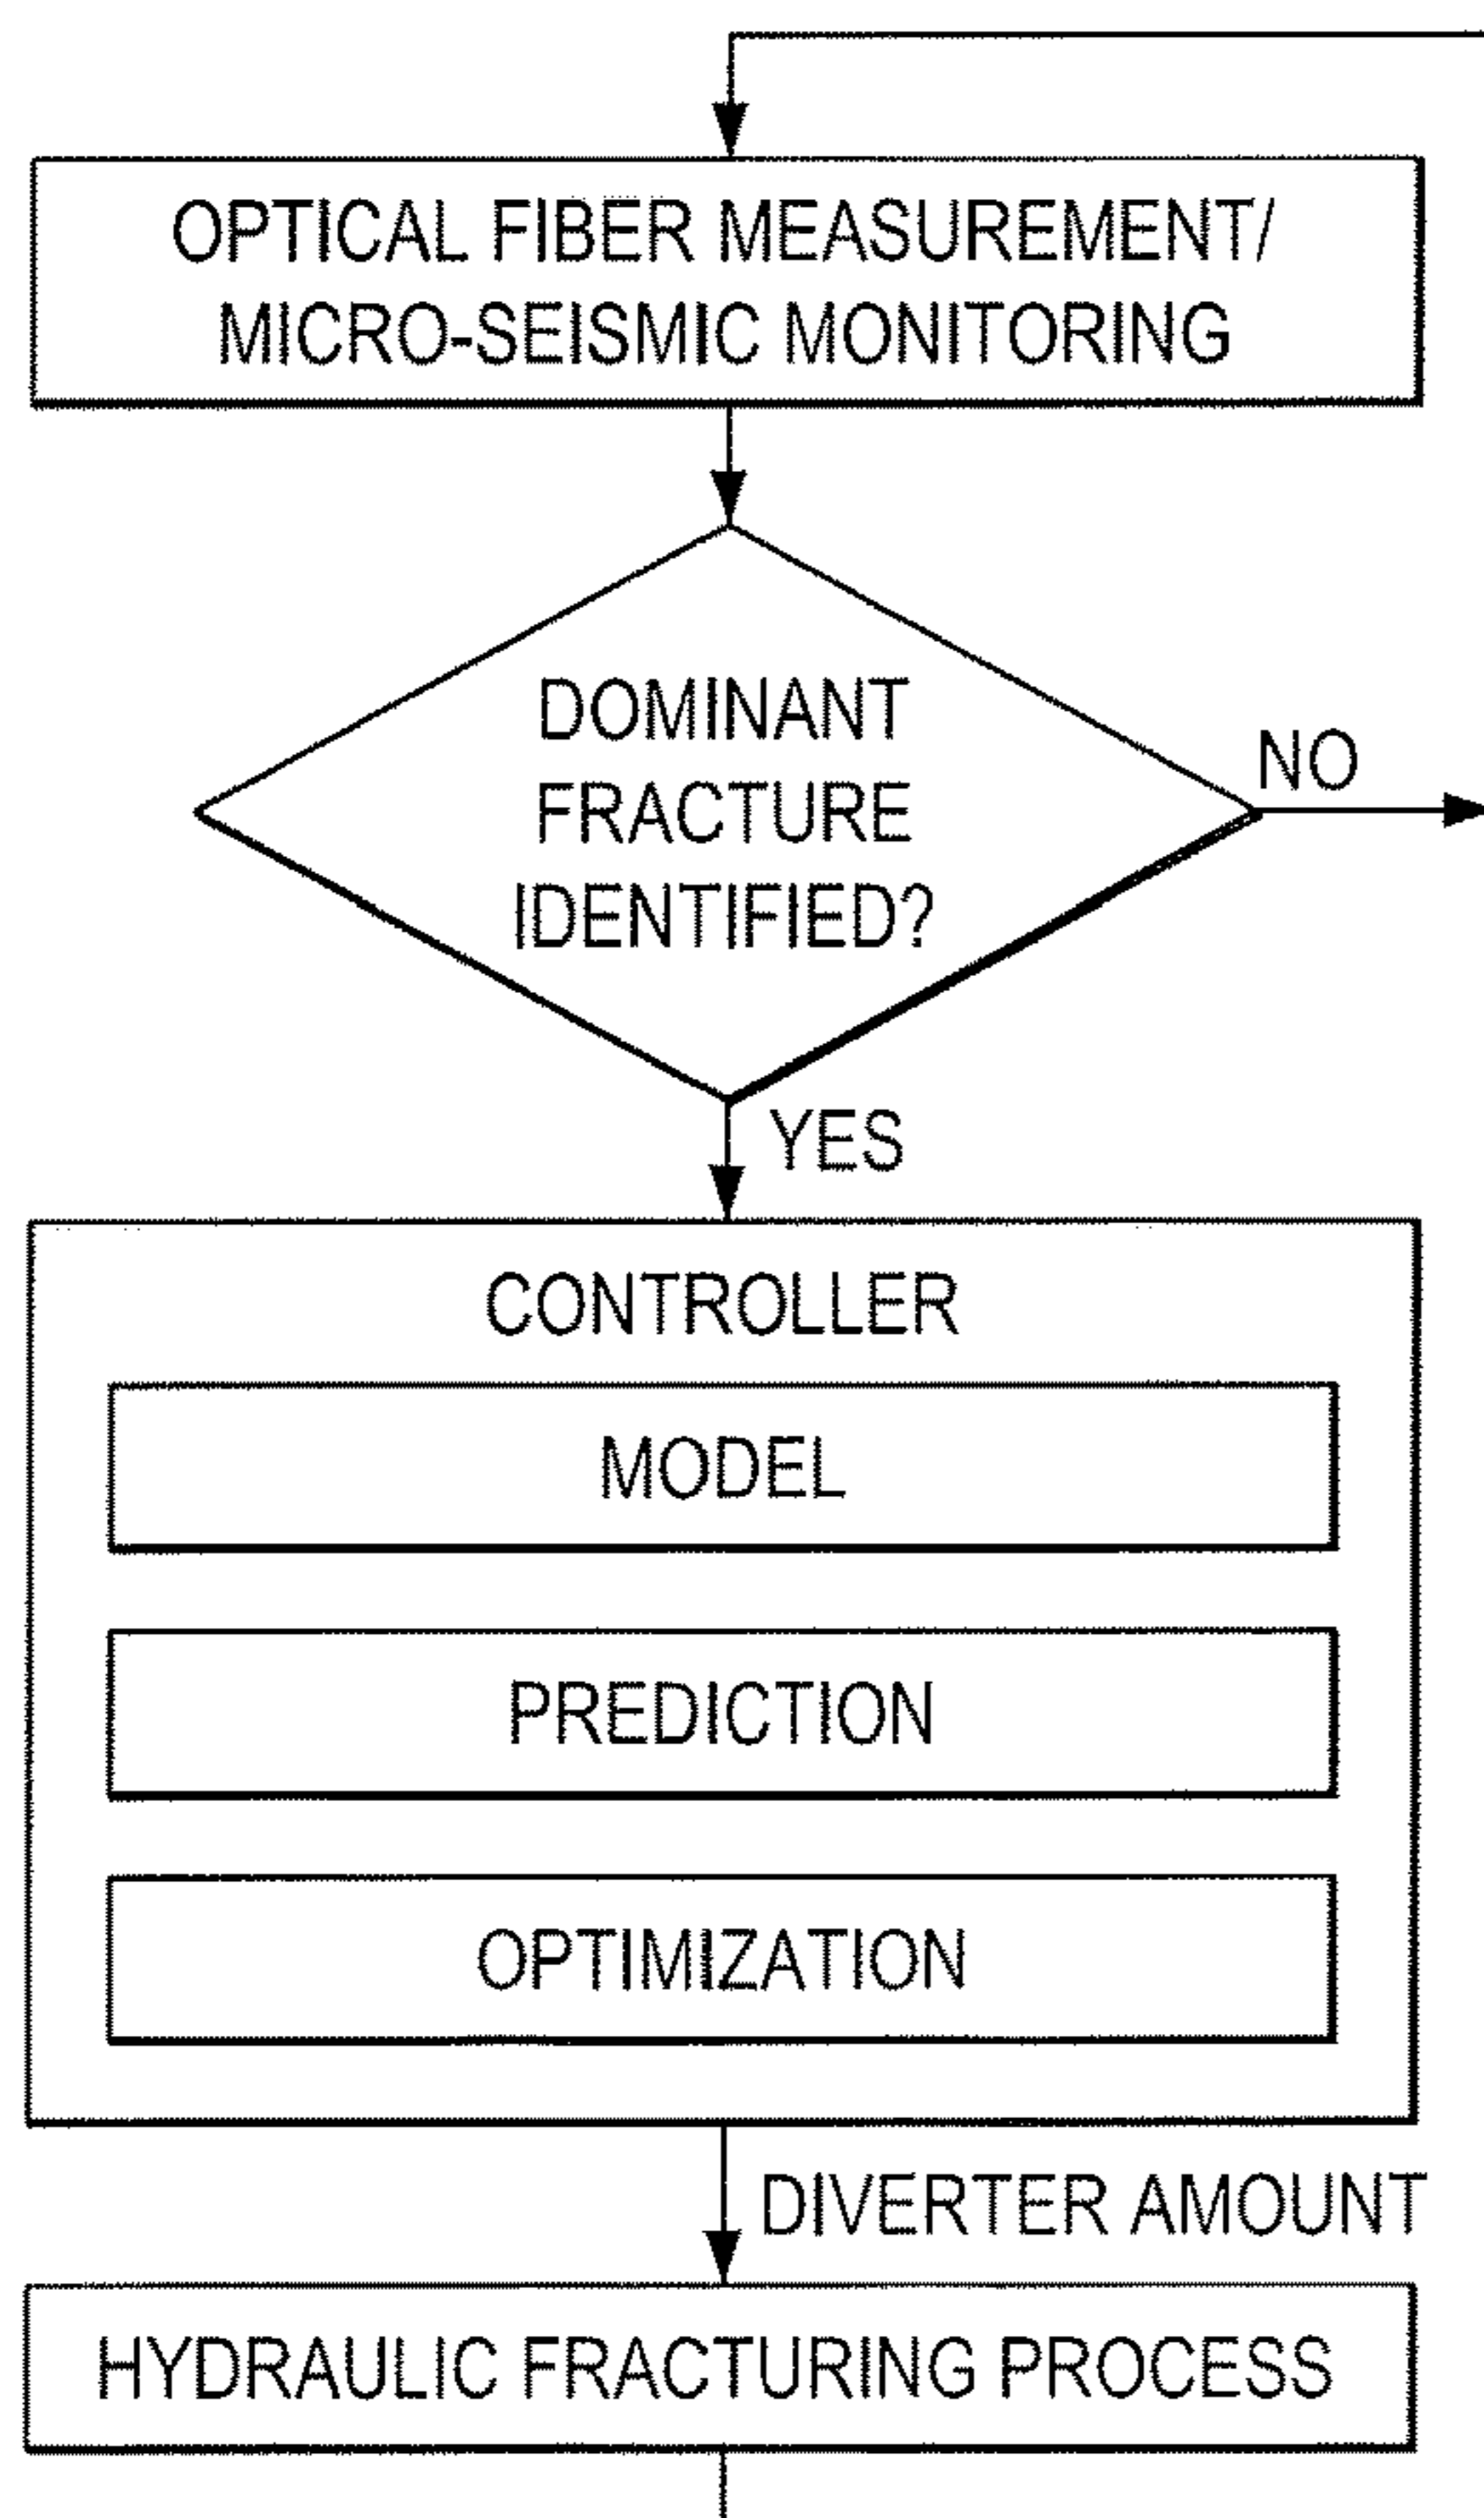 OPTICAL FIBER MEASUREMENT/
MICRO-SEISMIC MONITORING
DOMINANT
FRACTURE
IDENTIFIED?
NO
YES
CONTROLLER
MODEL
PREDICTION
OPTIMIZATION
DIVERTER AMOUNT
HYDRAULIC FRACTURING PROCESS